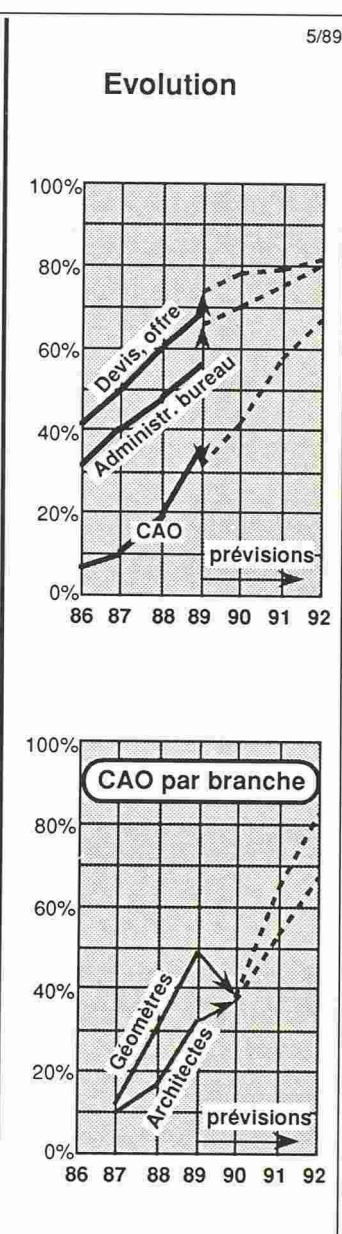 5/89
Evolution
100%
80%
60%
40%
20%
0%
Devis, offre
Administr. bureau
CAO
prévisions
86 87 88 89 90 91 92
100%
CAO par branche
80%
60%
40%
20%
0%
Géomètres
Architectes
prévisions
86 87 88 89 90 91 92